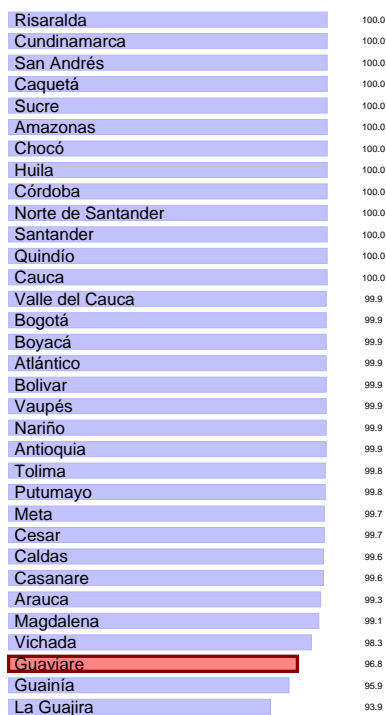 Risaralda 100.0
Cundinamarca 100.0
San Andrés 100.0
Caquetá 100.0
Sucre 100.0
Amazonas 100.0
Chocó 100.0
Huila 100.0
Córdoba 100.0
Norte de Santander 100.0
Santander 100.0
Quindío 100.0
Cauca 100.0
Valle del Cauca 99.9
Bogotá 99.9
Boyacá 99.9
Atlántico 99.9
Bolivar 99.9
Vaupés 99.9
Nariño 99.9
Antioquia 99.9
Tolima 99.8
Putumayo 99.8
Meta 99.7
Cesar 99.7
Caldas 99.6
Casanare 99.6
Arauca 99.3
Magdalena 99.1
Vichada 98.3
Guaviare 96.8
Guainía 95.9
La Guajira 93.9